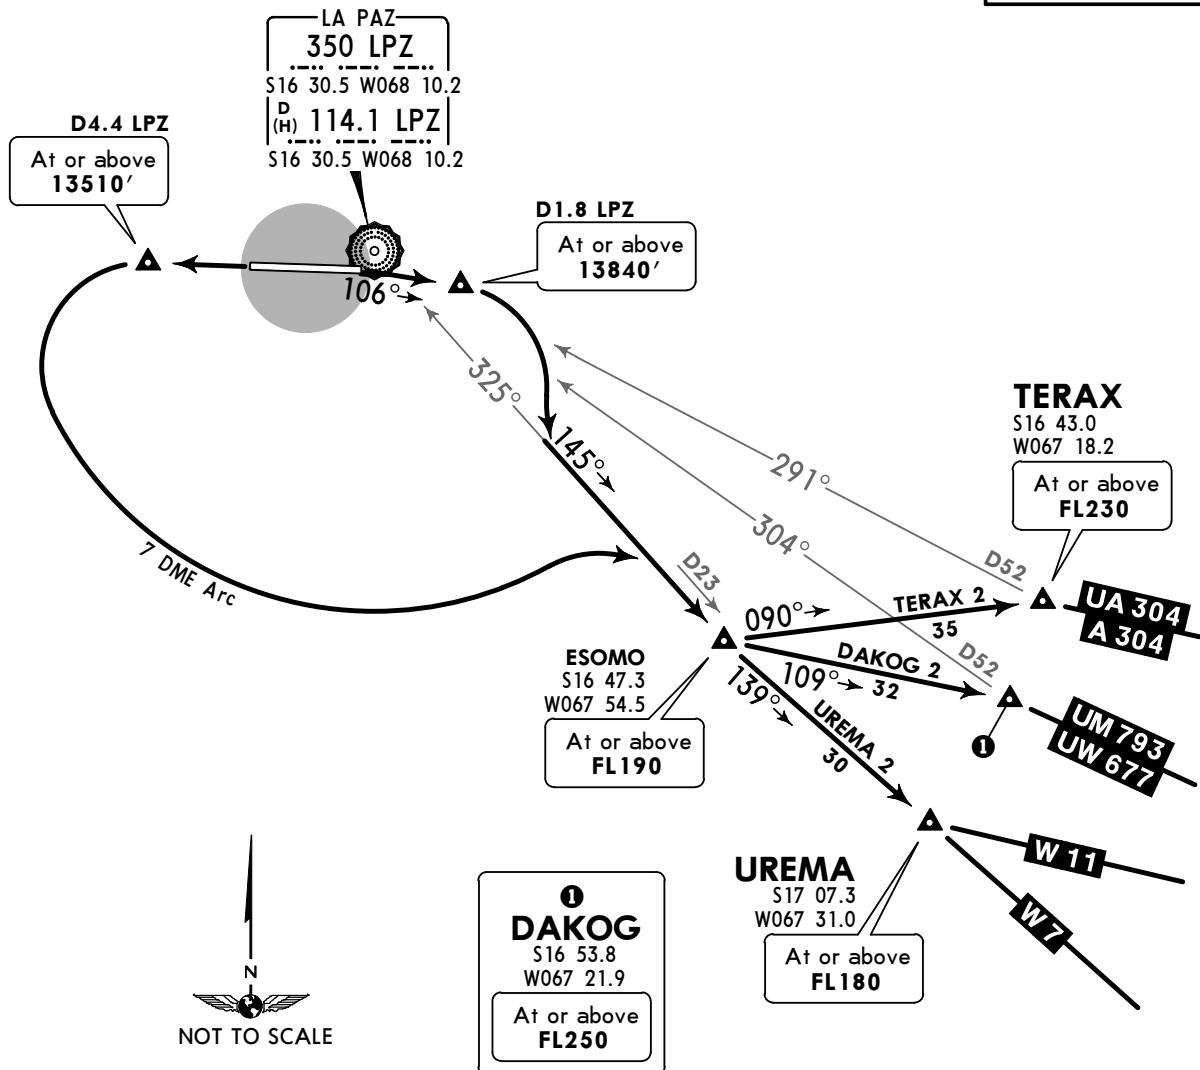 LA PAZ
350 LPZ
S16 30.5 W068 10.2
D
(H) 114.1 LPZ
S16 30.5 W068 10.2
D4.4 LPZ
At or above
13510′
D1.8 LPZ
At or above
13840′
106°
325°
145°
291°
304°
TERAX
S16 43.0
W067 18.2
At or above
FL230
7 DME Arc
D23
D52
D52
090°
TERAX 2
35
UA 304
A 304
ESOMO
S16 47.3
W067 54.5
At or above
FL190
109°
DAKOG 2
32
139°
UREMA 2
30
1
UM 793
UW 677
W 11
W 7
UREMA
S17 07.3
W067 31.0
At or above
FL180
1
DAKOG
S16 53.8
W067 21.9
At or above
FL250
N
NOT TO SCALE